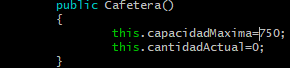 public Cafetera()
{
this.capacidadMaxima=750;
this.cantidadActual=0;
}